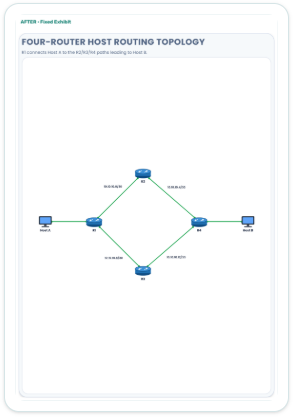 AFTER - Fixed Exhibit
FOUR-ROUTER HOST ROUTING TOPOLOGY
R1 connects Host A to the R2/R3/R4 paths leading to Host B.
R2
Host A
R1
R4
Host B
R3